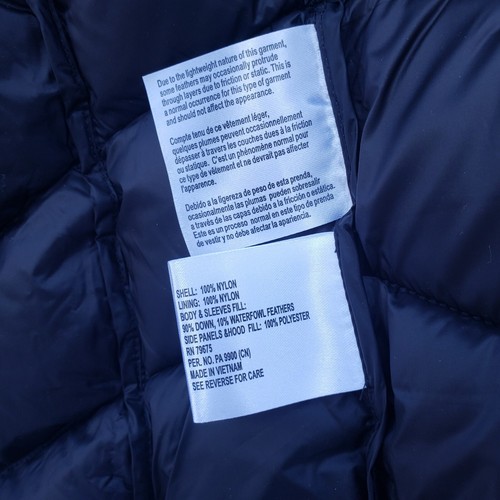 Due to the lightweight nature of this garment,
some feathers may occasionally protrude
through layers due to friction or static. This is
a normal occurrence for this type of garment
and should not affect the appearance.
Compte tenu de ce vêtement léger,
quelques plumes peuvent occasionnellement
dépasser à travers les couches dues à la friction
ou statique. C'est un phénomène normal pour
ce type de vêtement et ne devrait pas affecter
l'apparence.
Debido a la ligereza de peso de esta prenda,
ocasionalmente las plumas pueden sobresalir
a través de las capas debido a la fricción o estática.
Este es un proceso normal en este tipo de prenda
de vestir y no debe afectar la apariencia.
SHELL: 100% NYLON
LINING: 100% NYLON
BODY & SLEEVES FILL:
90% DOWN, 10% WATERFOWL FEATHERS
SIDE PANELS &HOOD FILL: 100% POLYESTER
RN 79675
PER. NO. PA 9900 (CN)
MADE IN VIETNAM
SEE REVERSE FOR CARE